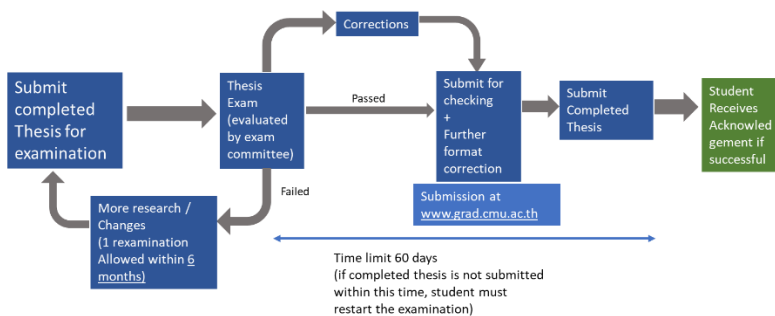 Corrections
Submit
completed
Thesis for
examination
Thesis
Exam
(evaluated
by exam
committee)
Passed
Submit for
checking
+
Further
format
correction
Submit
Completed
Thesis
Student
Receives
Acknowled
gement if
successful
Failed
Submission at
www.grad.cmu.ac.th
More research /
Changes
(1 rexamination
Allowed within 6
months)
Time limit 60 days
(if completed thesis is not submitted
within this time, student must
restart the examination)